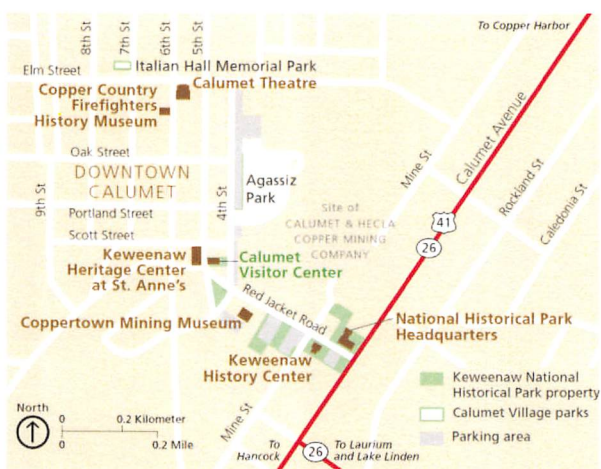 To Copper Harbor
8th St
7th St
6th St
5th St
Elm Street
Italian Hall Memorial Park
Calumet Theatre
Copper Country
Firefighters
History Museum
Oak Street
DOWNTOWN
CALUMET
9th St
4th St
Agassiz
Park
Mine St
Calumet Avenue
Rockland St
Caledonia St
Portland Street
Scott Street
Site of
CALUMET & HECLA
COPPER MINING
COMPANY
41
26
Keweenaw
Heritage Center
at St. Anne's
Calumet
Visitor Center
Red Jacket Road
Coppertown Mining Museum
National Historical Park
Headquarters
Keweenaw
History Center
Keweenaw National
Historical Park property
Calumet Village parks
Parking area
North
0 0.2 Kilometer
0 0.2 Mile
Mine St
To
Hancock
26
To Laurium
and Lake Linden